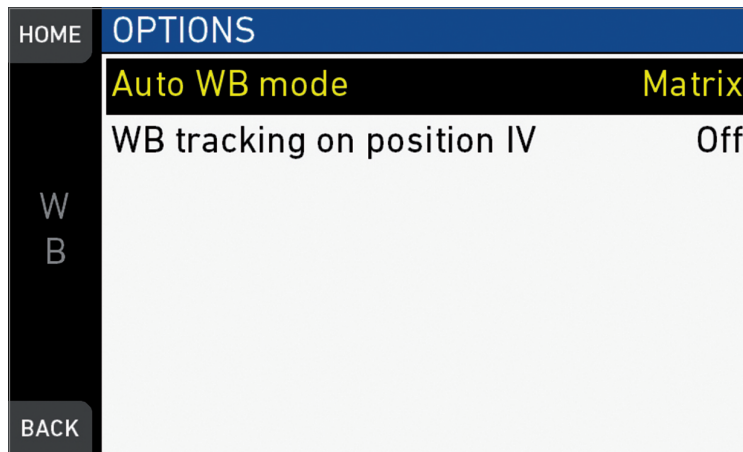 HOME OPTIONS
Auto WB mode Matrix
WB tracking on position IV Off
W
B
BACK